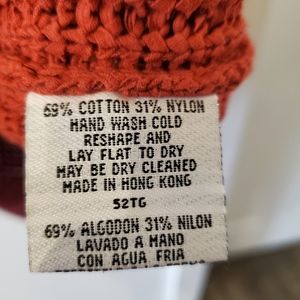 69% COTTON 31% NYLON
HAND WASH COLD
RESHAPE AND
LAY FLAT TO DRY
MAY BE DRY CLEANED
MADE IN HONG KONG
52TG
69% ALGODON 31% NILON
LAVADO A MANO
CON AGUA FRIA